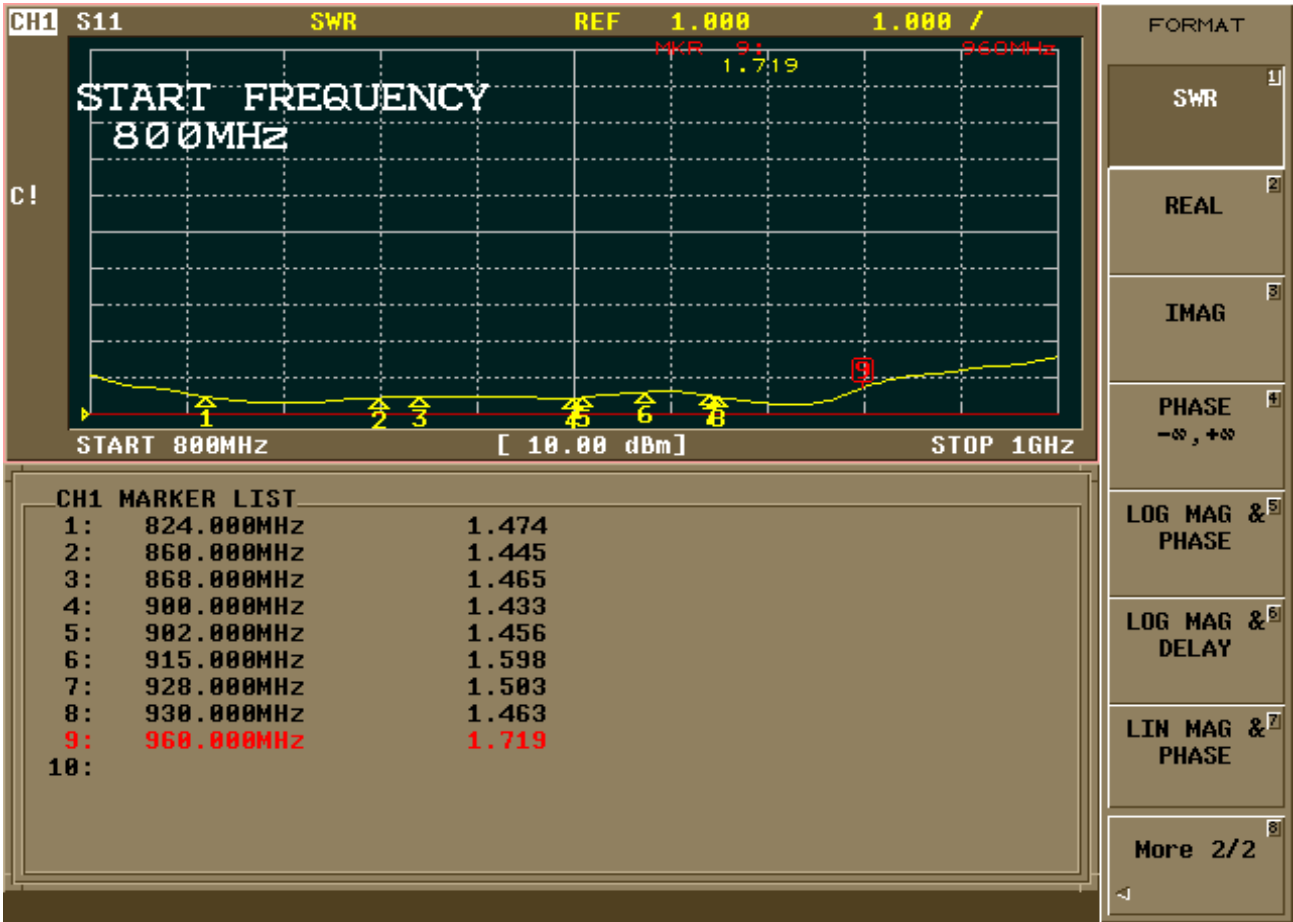 CH1 S11 SWR REF 1.000 1.000 /
MKR 9: 960MHz
1.719
START FREQUENCY
800MHz
C!
9
1 2 3 4 5 6 7 8
START 800MHz [ 10.00 dBm] STOP 1GHz
CH1 MARKER LIST
1: 824.000MHz 1.474
2: 860.000MHz 1.445
3: 868.000MHz 1.465
4: 900.000MHz 1.433
5: 902.000MHz 1.456
6: 915.000MHz 1.598
7: 928.000MHz 1.503
8: 930.000MHz 1.463
9: 960.000MHz 1.719
10:
FORMAT
SWR 1
REAL 2
IMAG 3
PHASE 4
-∞,+∞
LOG MAG & 5
PHASE
LOG MAG & 6
DELAY
LIN MAG & 7
PHASE
8
More 2/2